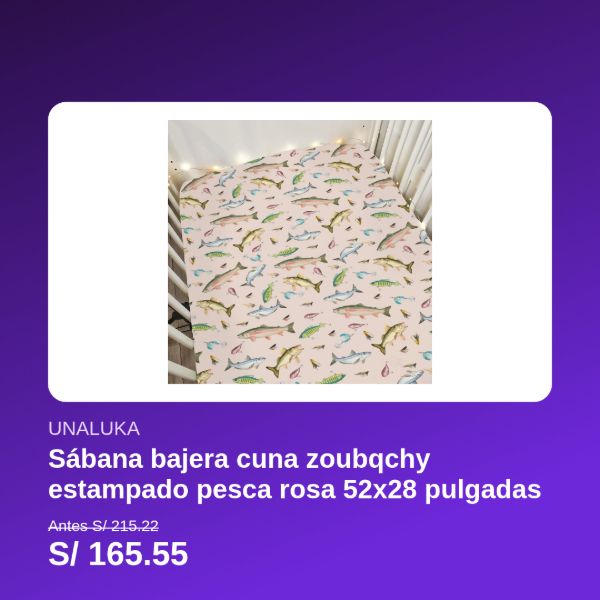 UNALUKA
Sábana bajera cuna zoubqchy
estampado pesca rosa 52x28 pulgadas
Antes S/ 215.22
S/ 165.55